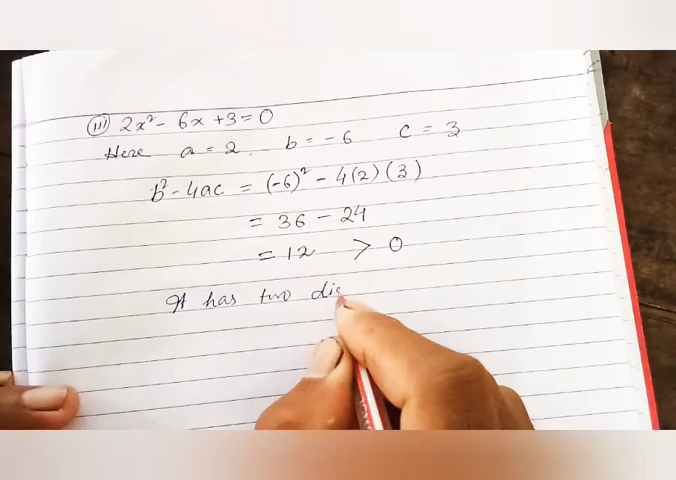 (iii) 2x² - 6x + 3 = 0
Here a = 2, b = - 6 c = 3
b² - 4ac = (-6)² - 4(2)(3)
= 36 - 24
= 12 > 0
It has two dis